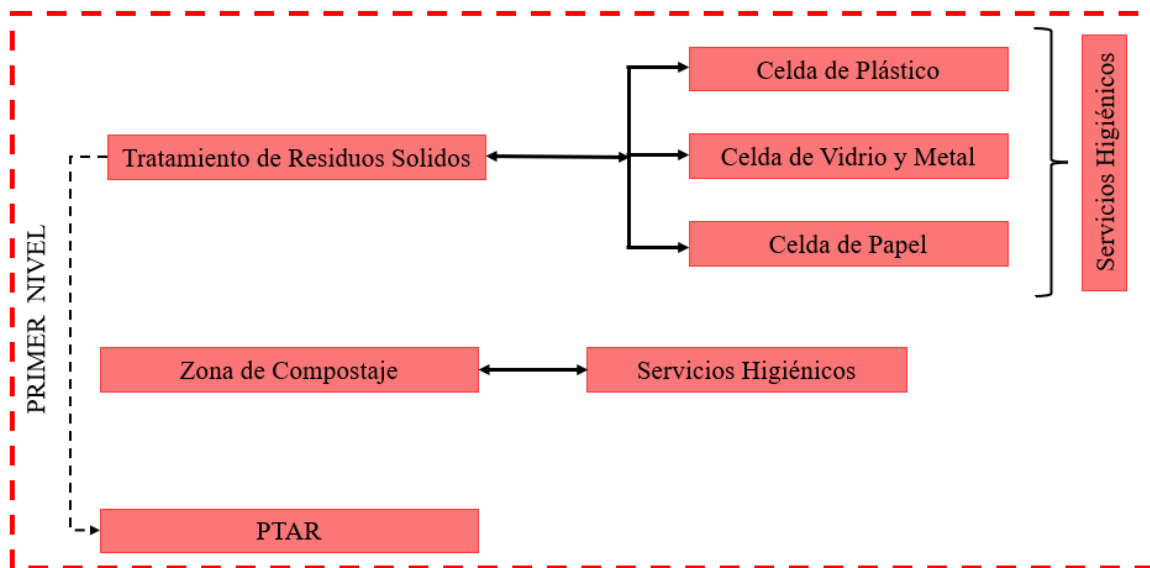 Celda de Plástico
Tratamiento de Residuos Solidos
Celda de Vidrio y Metal
Celda de Papel
Servicios Higiénicos
PRIMER NIVEL
Zona de Compostaje
Servicios Higiénicos
PTAR